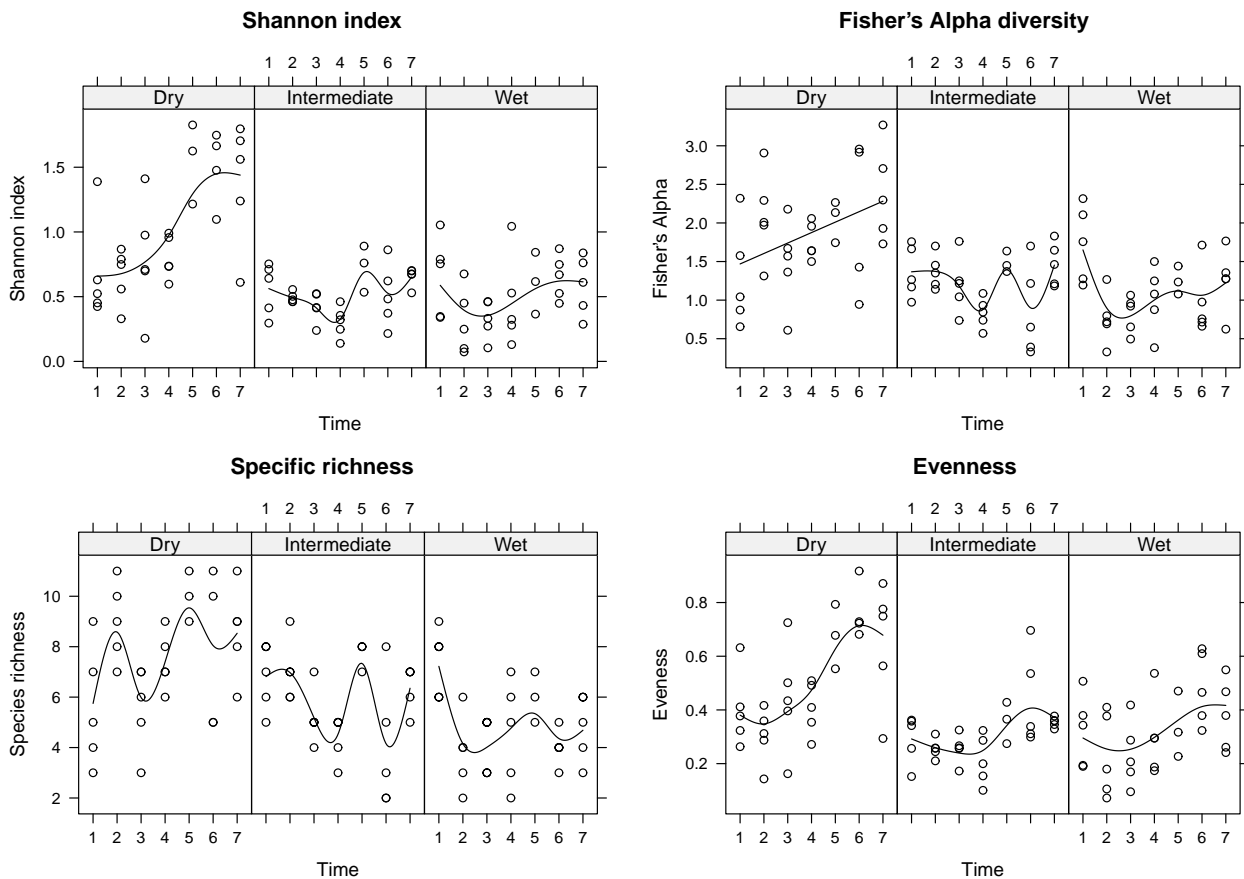 Shannon index
1 2 3 4 5 6 7
Dry Intermediate Wet
Shannon index
0.0 0.5 1.0 1.5
1 2 3 4 5 6 7 1 2 3 4 5 6 7
Time
Fisher's Alpha diversity
1 2 3 4 5 6 7
Dry Intermediate Wet
Fisher's Alpha
0.5 1.0 1.5 2.0 2.5 3.0
1 2 3 4 5 6 7 1 2 3 4 5 6 7
Time
Specific richness
1 2 3 4 5 6 7
Dry Intermediate Wet
Species richness
2 4 6 8 10
1 2 3 4 5 6 7 1 2 3 4 5 6 7
Time
Evenness
1 2 3 4 5 6 7
Dry Intermediate Wet
Eveness
0.2 0.4 0.6 0.8
1 2 3 4 5 6 7 1 2 3 4 5 6 7
Time